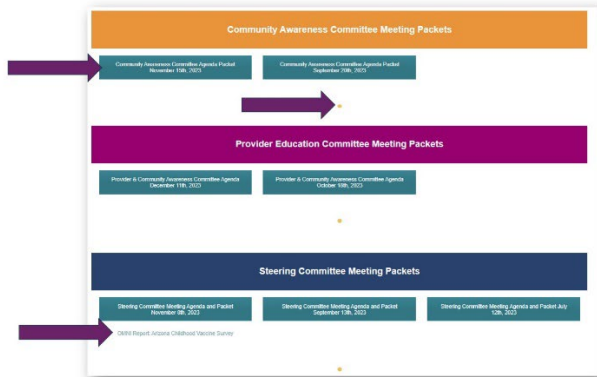 Community Awareness Committee Meeting Packets
Community Awareness Committee Agenda Packet
November 15th, 2023
Community Awareness Committee Agenda Packet
September 20th, 2023
Provider Education Committee Meeting Packets
Provider & Community Awareness Committee Agenda
December 11th, 2023
Provider & Community Awareness Committee Agenda
October 16th, 2023
Steering Committee Meeting Packets
Steering Committee Meeting Agenda and Packet
November 8th, 2023
Steering Committee Meeting Agenda and Packet
September 13th, 2023
Steering Committee Meeting Agenda and Packet July
12th, 2023
Report Arizona Childhood Vaccine Survey